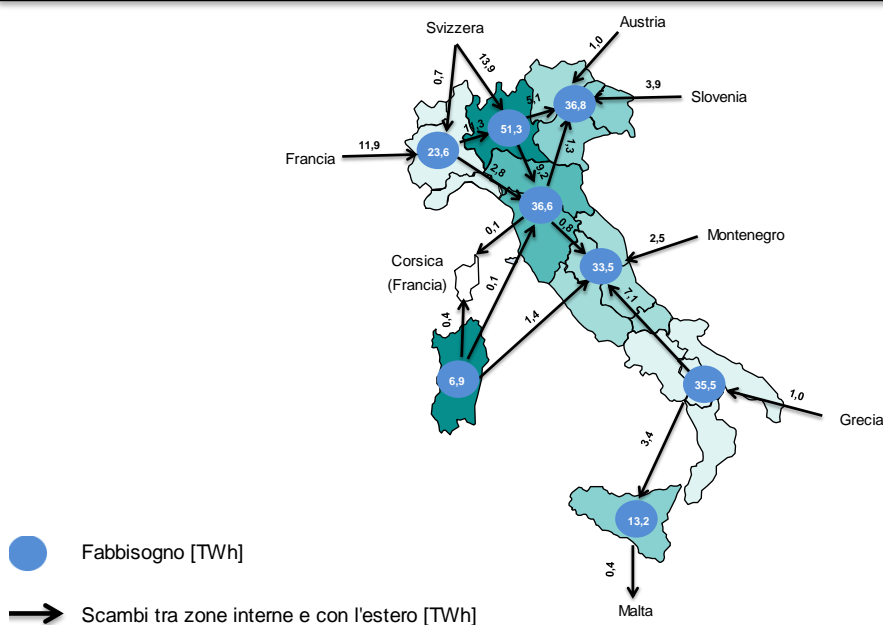 Svizzera
Austria
1,0
0,7
13,9
3,9
Slovenia
5,1
36,8
51,3
11,9
Francia
23,6
1,3
2,8
9,2
36,6
0,1
0,8
2,5
Montenegro
Corsica
(Francia)
33,5
0,1
7,1
0,4
1,4
6,9
35,5
1,0
Grecia
3,4
13,2
Fabbisogno [TWh]
0,4
Malta
Scambi tra zone interne e con l'estero [TWh]